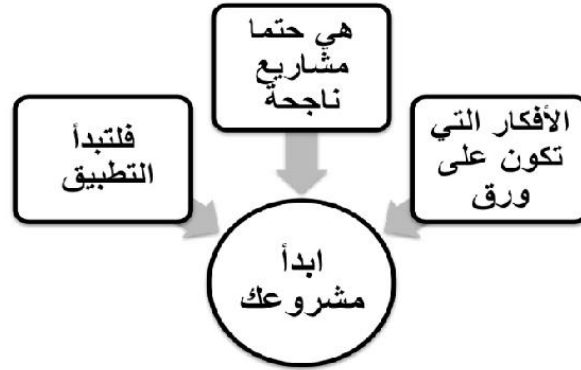 الأفكار التي
تكون على
ورق
هي حتما
مشاريع
ناجحة
فلتبدأ
التطبيق
ابدأ
مشروعك